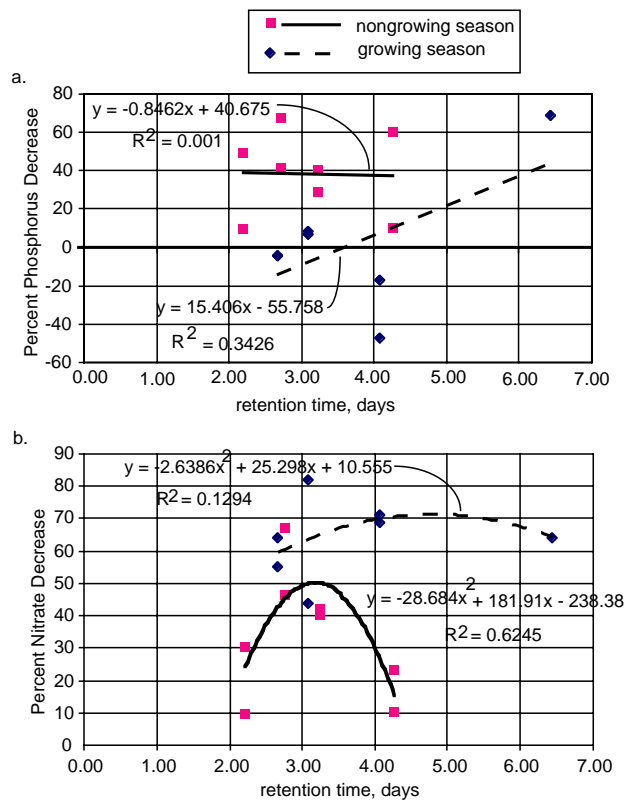 nongrowing season
growing season
a.
Percent Phosphorus Decrease
80
60
40
20
0
-20
-40
-60
y = -0.8462x + 40.675
R2 = 0.001
y = 15.406x - 55.758
R2 = 0.3426
0.00 1.00 2.00 3.00 4.00 5.00 6.00 7.00
retention time, days
b.
Percent Nitrate Decrease
90
80
70
60
50
40
30
20
10
0
y = -2.6386x2 + 25.298x + 10.555
R2 = 0.1294
y = -28.684x2 + 181.91x - 238.38
R2 = 0.6245
0.00 1.00 2.00 3.00 4.00 5.00 6.00 7.00
retention time, days